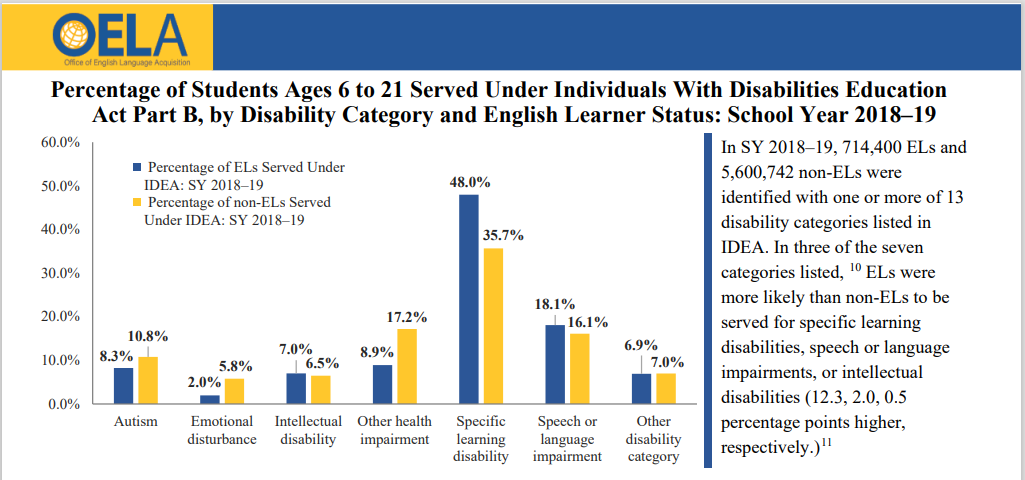 OELA
Office of English Language Acquisition
Percentage of Students Ages 6 to 21 Served Under Individuals With Disabilities Education
Act Part B, by Disability Category and English Learner Status: School Year 2018–19
60.0%
50.0%
40.0%
30.0%
20.0%
10.0%
0.0%
Percentage of ELs Served Under
IDEA: SY 2018–19
Percentage of non-ELs Served
Under IDEA: SY 2018–19
8.3%
10.8%
2.0%
5.8%
7.0%
6.5%
8.9%
17.2%
48.0%
35.7%
18.1%
16.1%
6.9%
7.0%
Autism
Emotional
disturbance
Intellectual
disability
Other health
impairment
Specific
learning
disability
Speech or
language
impairment
Other
disability
category
In SY 2018–19, 714,400 ELs and
5,600,742 non-ELs were
identified with one or more of 13
disability categories listed in
IDEA. In three of the seven
categories listed, 10 ELs were
more likely than non-ELs to be
served for specific learning
disabilities, speech or language
impairments, or intellectual
disabilities (12.3, 2.0, 0.5
percentage points higher,
respectively.)11